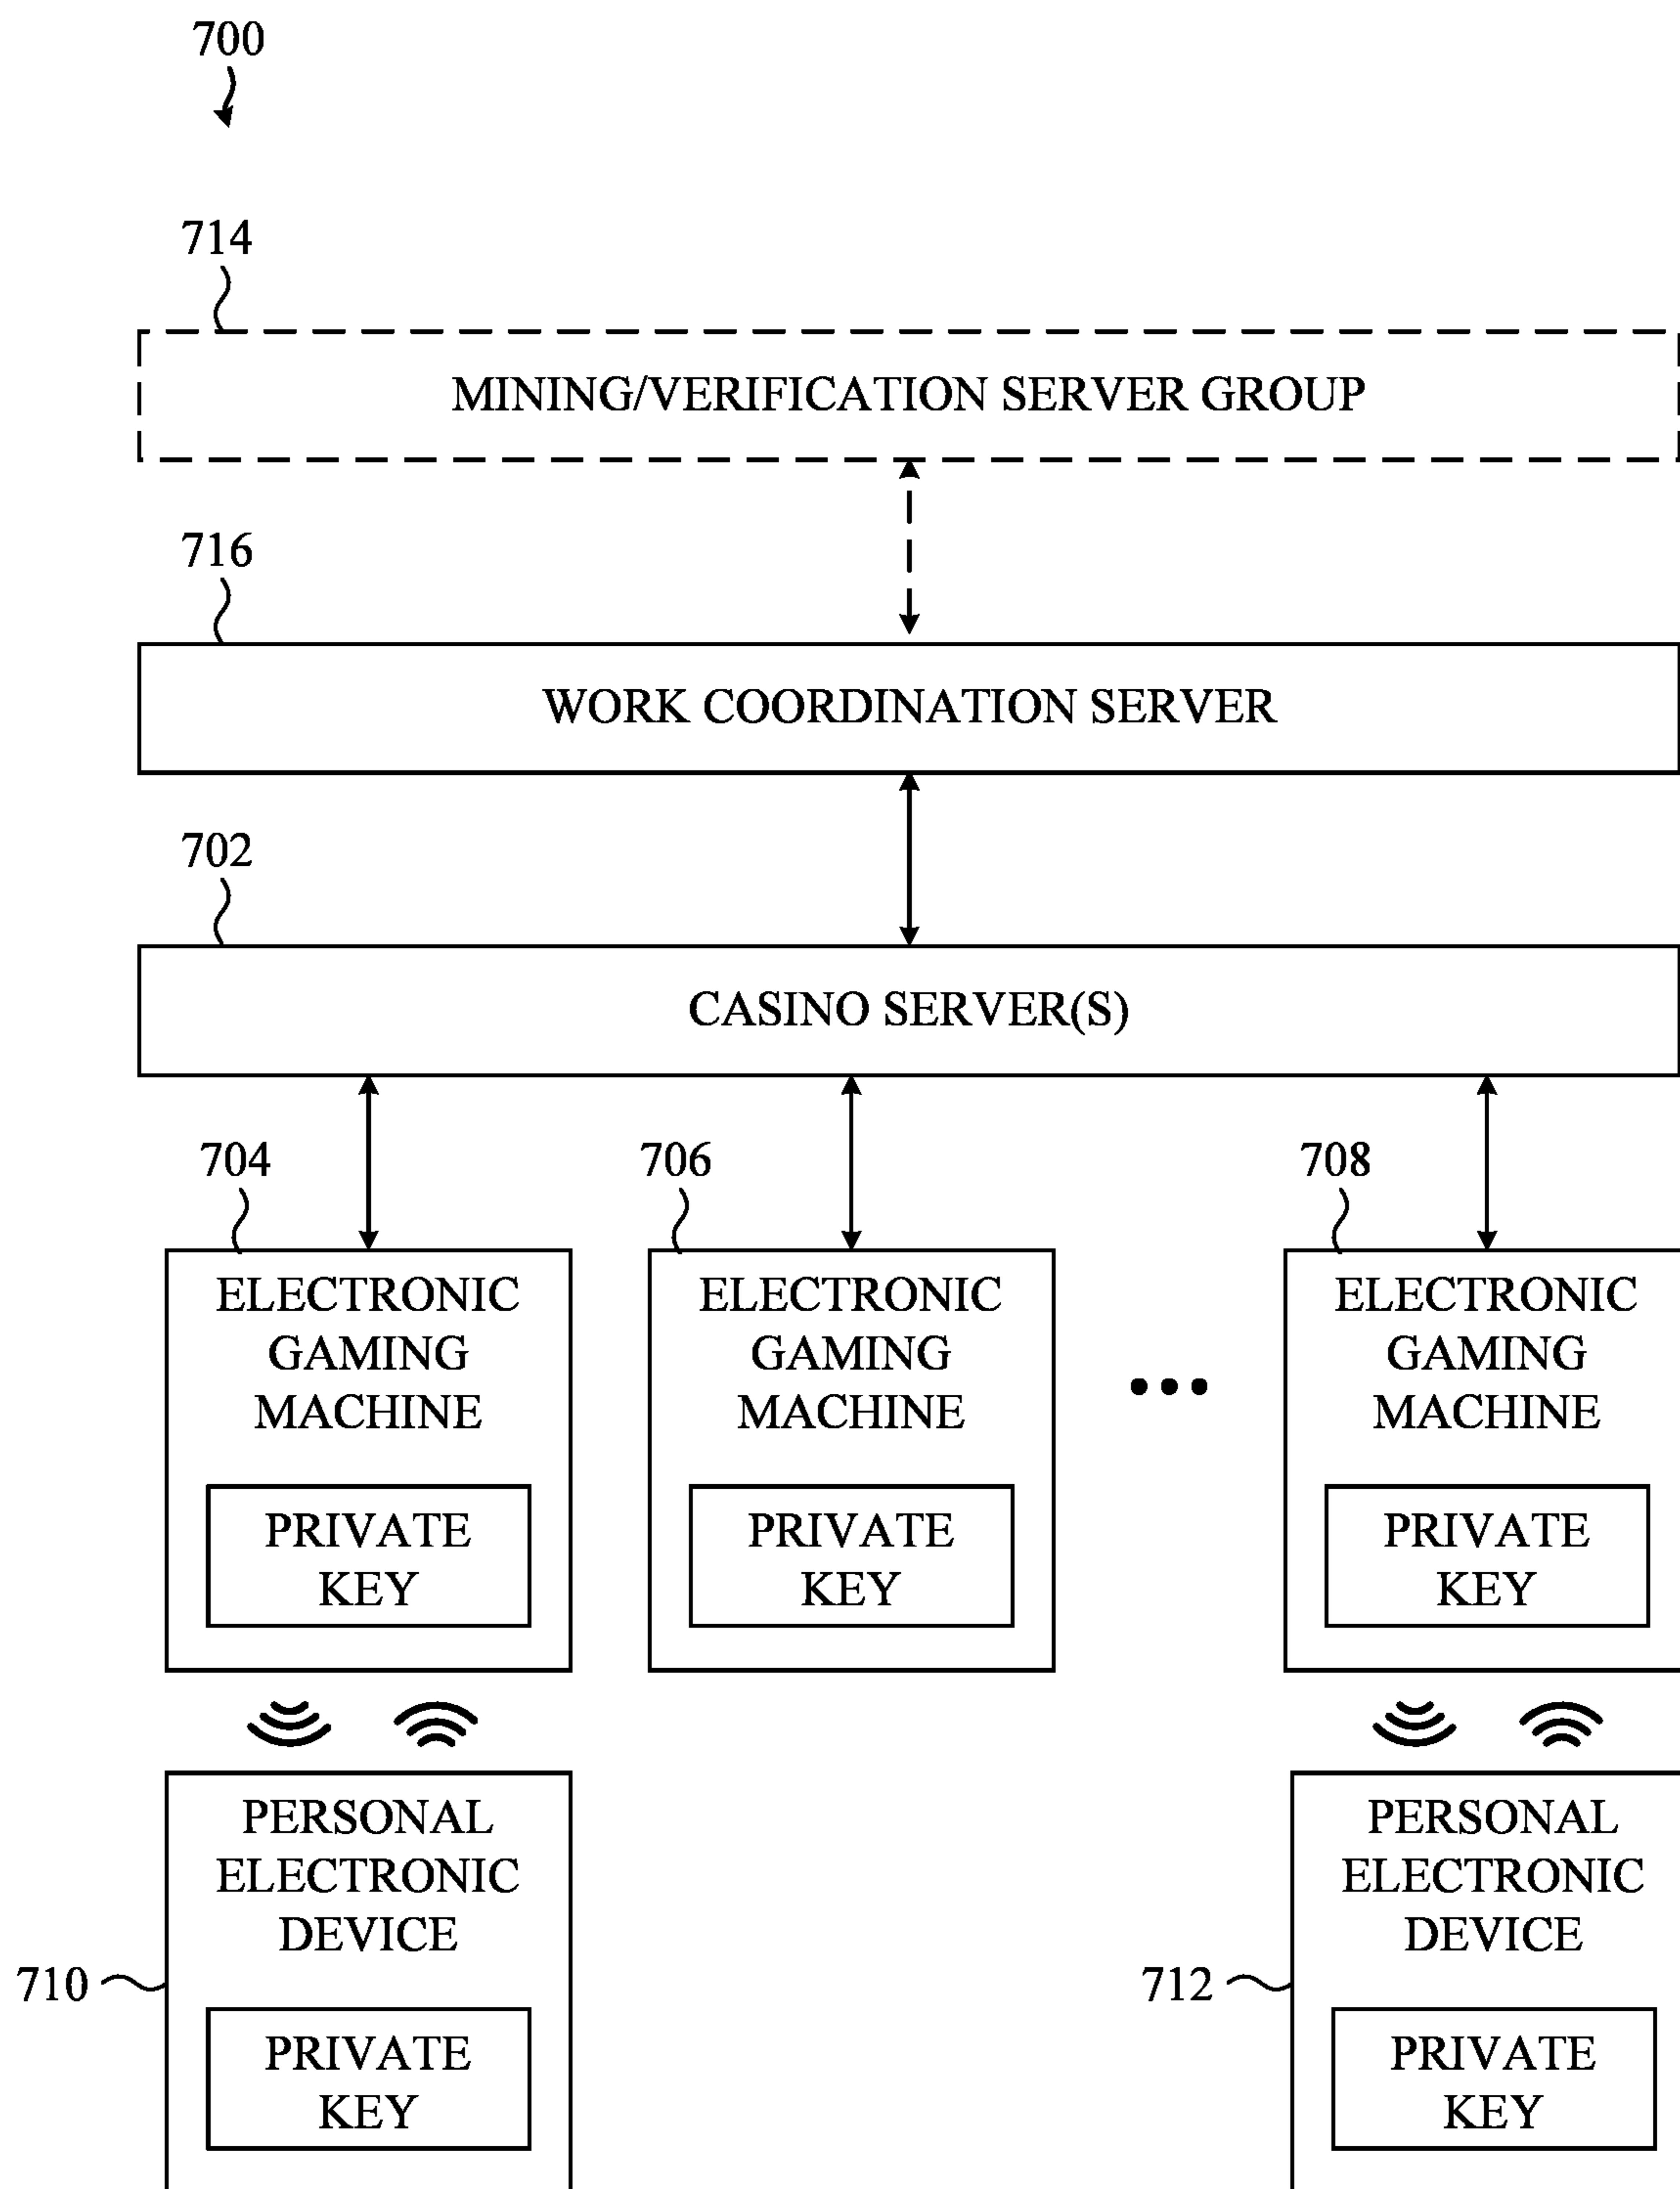 700
714
MINING/VERIFICATION SERVER GROUP
716
WORK COORDINATION SERVER
702
CASINO SERVER(S)
704
ELECTRONIC
GAMING
MACHINE
PRIVATE
KEY
706
ELECTRONIC
GAMING
MACHINE
PRIVATE
KEY
708
ELECTRONIC
GAMING
MACHINE
PRIVATE
KEY
710
PERSONAL
ELECTRONIC
DEVICE
PRIVATE
KEY
712
PERSONAL
ELECTRONIC
DEVICE
PRIVATE
KEY